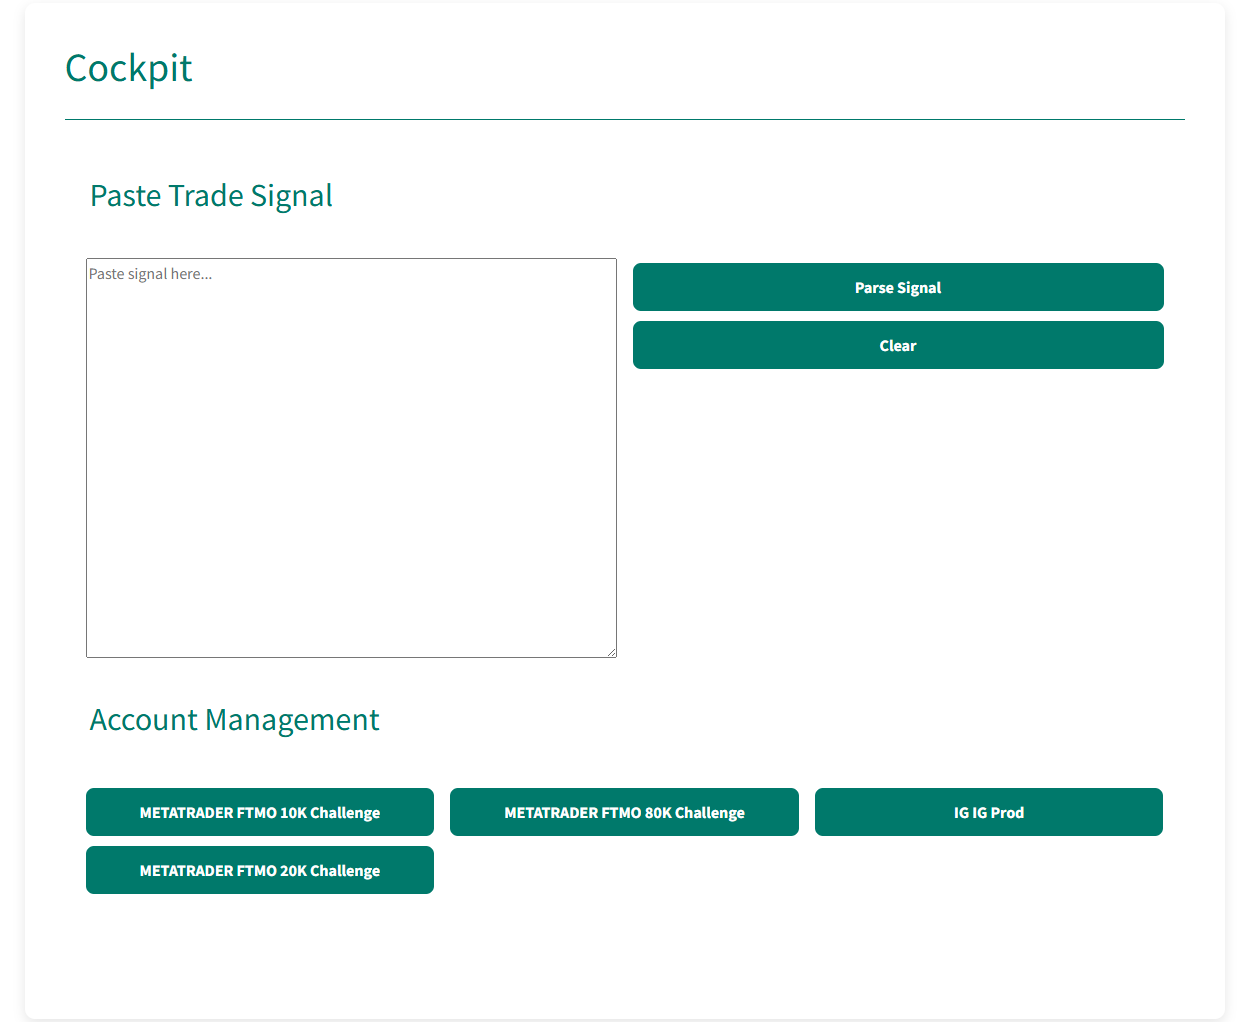 Cockpit
Paste Trade Signal
Paste signal here...
Parse Signal
Clear
Account Management
METATRADER FTMO 10K Challenge
METATRADER FTMO 80K Challenge
IG IG Prod
METATRADER FTMO 20K Challenge